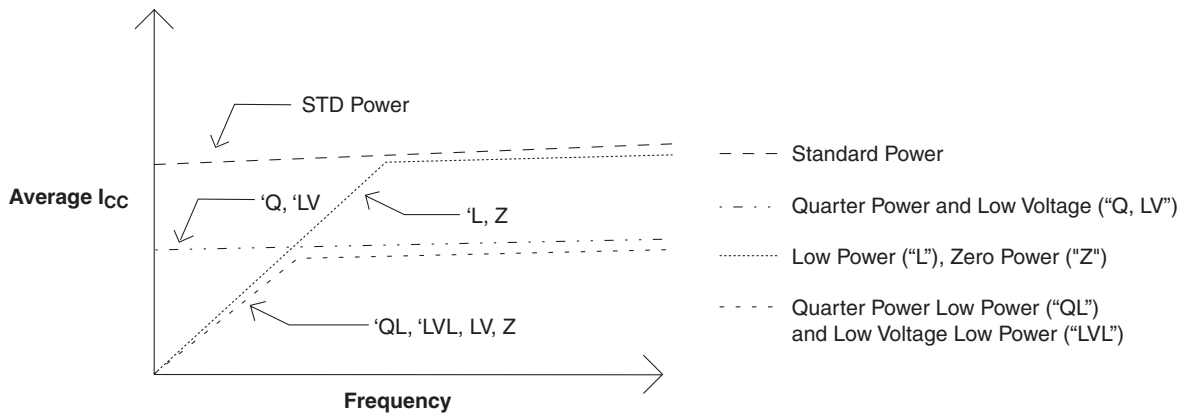 STD Power
Standard Power
Average ICC
‘Q, ‘LV
‘L, Z
Quarter Power and Low Voltage (“Q, LV”)
Low Power (“L”), Zero Power ("Z")
‘QL, ‘LVL, LV, Z
Quarter Power Low Power (“QL”)
and Low Voltage Low Power (“LVL”)
Frequency